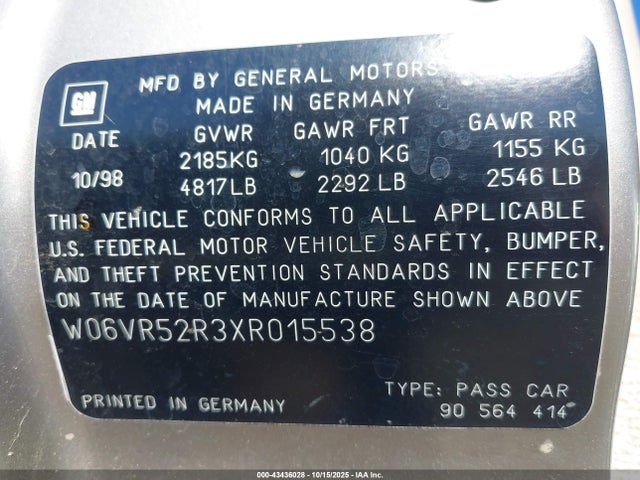 MFD BY GENERAL MOTORS
GM
MADE IN GERMANY
DATE GVWR GAWR FRT GAWR RR
10/98 2185KG 1040 KG 1155 KG
4817LB 2292 LB 2546 LB
THIS VEHICLE CONFORMS TO ALL APPLICABLE
U.S. FEDERAL MOTOR VEHICLE SAFETY, BUMPER,
AND THEFT PREVENTION STANDARDS IN EFFECT
ON THE DATE OF MANUFACTURE SHOWN ABOVE
W06VR52R3XR015538
TYPE: PASS CAR
PRINTED IN GERMANY 90 564 414
000-43436028 | 10/15/2025 | IAA Inc.